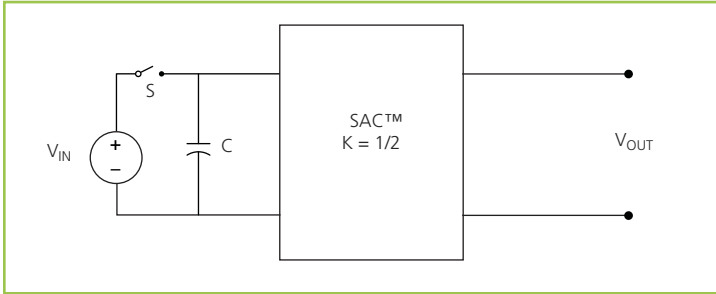 S
SAC™
K = 1/2
V_IN
+
−
C
V_OUT